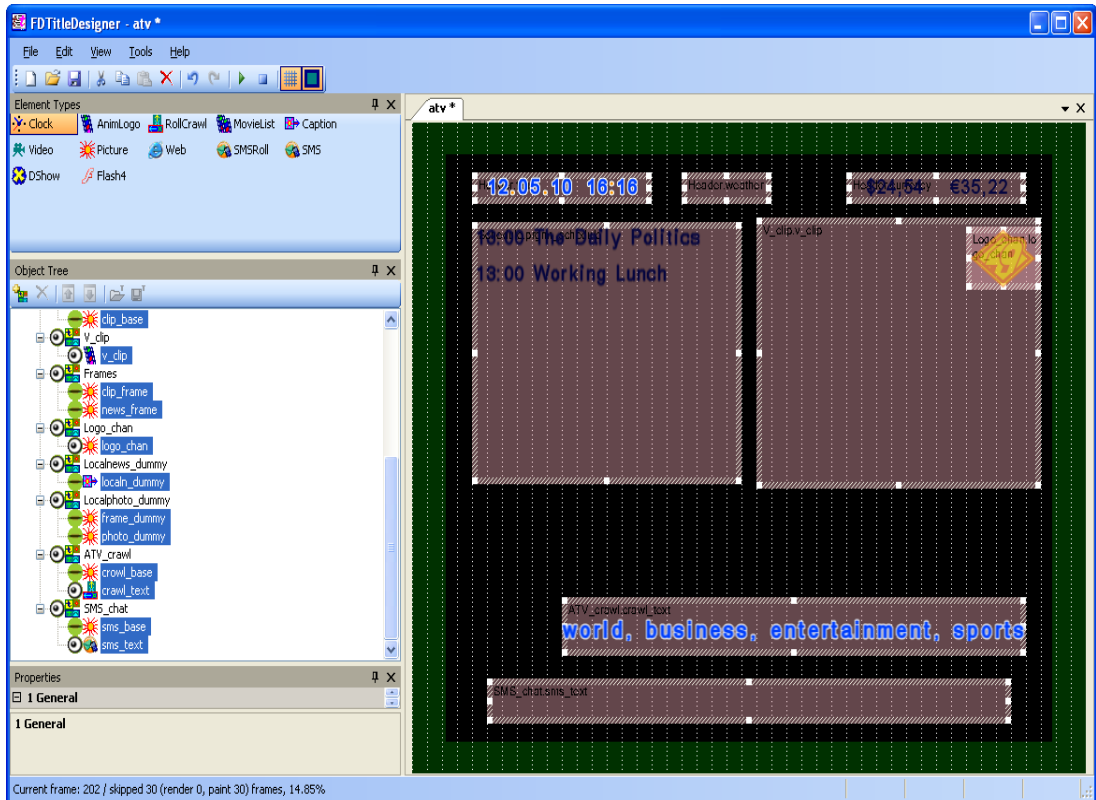 FDTitleDesigner - atv *
File Edit View Tools Help
Element Types
Clock AnimLogo RollCrawl MovieList Caption
Video Picture Web SMSRoll SMS
DShow Flash4
Object Tree
clip_base
V_clip
v_clip
Frames
clip_frame
news_frame
Logo_chan
logo_chan
Localnews_dummy
localn_dummy
Localphoto_dummy
frame_dummy
photo_dummy
ATV_crawl
crowl_base
crawl_text
SMS_chat
sms_base
sms_text
Properties
1 General
1 General
atv *
12.05.10 16:16
Header.weather
$24,54 €35,22
13:00 The Daily Politics
13:00 Working Lunch
V_clip.v_clip
Logo_chan.lo
go_chan
ATV_crawl.crawl_text
world, business, entertainment, sports
SMS_chat.sms_text
Current frame: 202 / skipped 30 (render 0, paint 30) frames, 14.85%